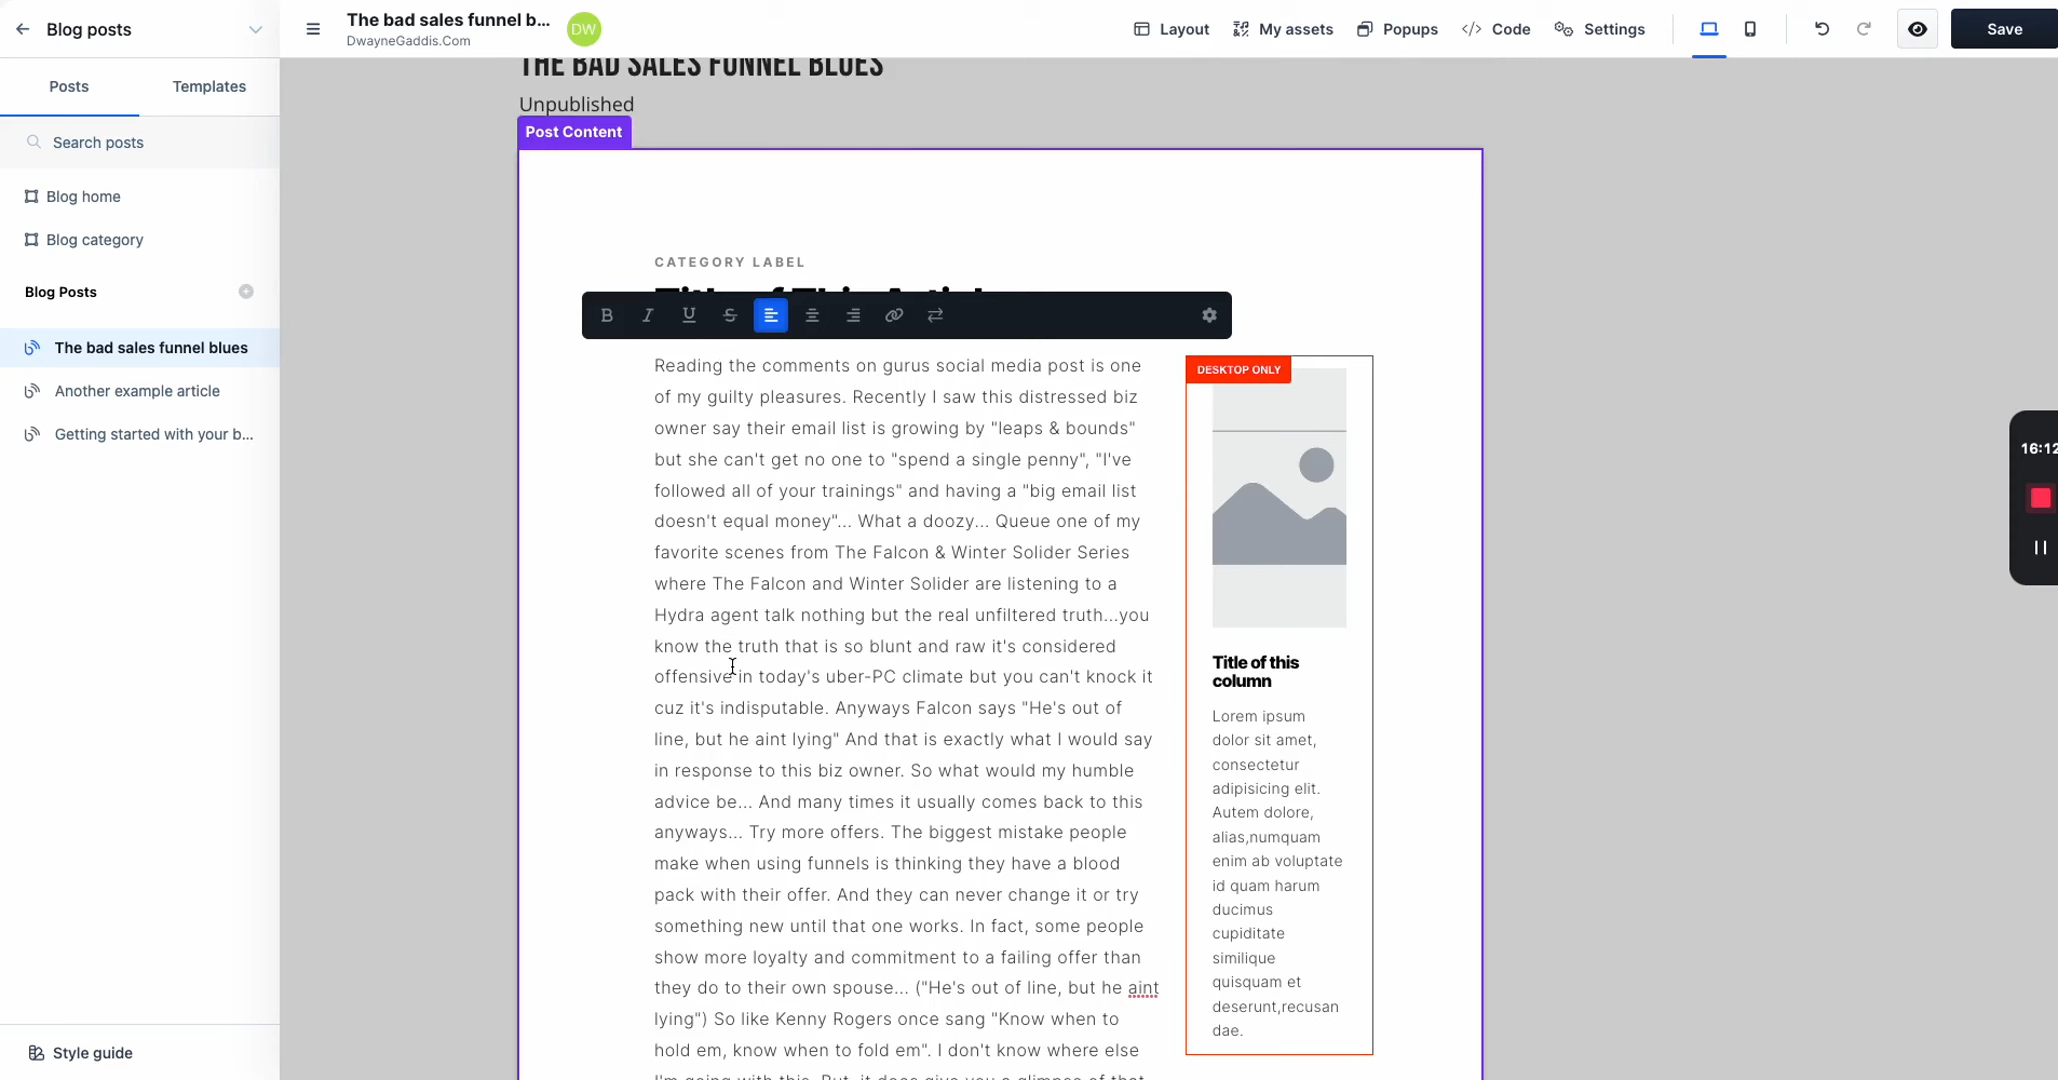 Blog posts
The bad sales funnel b...
DwayneGaddis.Com
DW
Layout
My assets
Popups
</> Code
Settings
Save
Posts
Templates
Search posts
Blog home
Blog category
Blog Posts
The bad sales funnel blues
Another example article
Getting started with your b...
Style guide
THE BAD SALES FUNNEL BLUES
Unpublished
Post Content
CATEGORY LABEL
Title of This Articl
B I U S
Reading the comments on gurus social media post is one
of my guilty pleasures. Recently I saw this distressed biz
owner say their email list is growing by "leaps & bounds"
but she can't get no one to "spend a single penny", "I've
followed all of your trainings" and having a "big email list
doesn't equal money"... What a doozy... Queue one of my
favorite scenes from The Falcon & Winter Solider Series
where The Falcon and Winter Solider are listening to a
Hydra agent talk nothing but the real unfiltered truth...you
know the truth that is so blunt and raw it's considered
offensive in today's uber-PC climate but you can't knock it
cuz it's indisputable. Anyways Falcon says "He's out of
line, but he aint lying" And that is exactly what I would say
in response to this biz owner. So what would my humble
advice be... And many times it usually comes back to this
anyways... Try more offers. The biggest mistake people
make when using funnels is thinking they have a blood
pack with their offer. And they can never change it or try
something new until that one works. In fact, some people
show more loyalty and commitment to a failing offer than
they do to their own spouse... ("He's out of line, but he aint
lying") So like Kenny Rogers once sang "Know when to
hold em, know when to fold em". I don't know where else
I'm going with this. But, it does give you a glimpse of that
DESKTOP ONLY
Title of this
column
Lorem ipsum
dolor sit amet,
consectetur
adipisicing elit.
Autem dolore,
alias,numquam
enim ab voluptate
id quam harum
ducimus
cupiditate
similique
quisquam et
deserunt,recusan
dae.
16:12